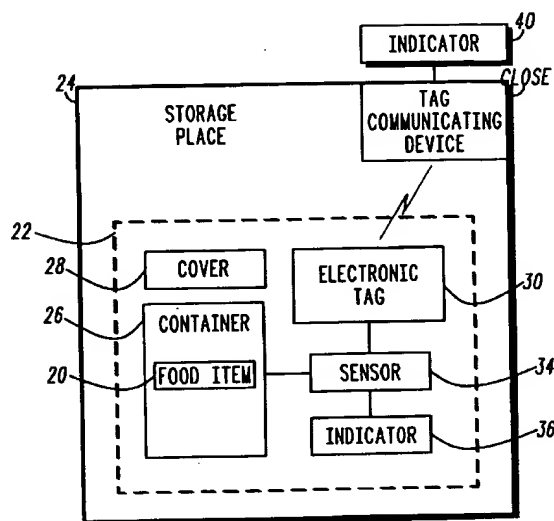 INDICATOR
40
24
CLOSE
STORAGE
PLACE
TAG
COMMUNICATING
DEVICE
22
28
COVER
ELECTRONIC
TAG
30
26
CONTAINER
20
FOOD ITEM
SENSOR
34
INDICATOR
36